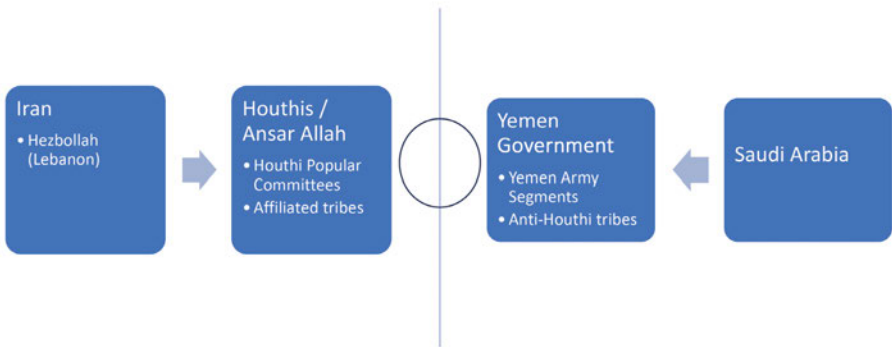 Iran
• Hezbollah
(Lebanon)
Houthis /
Ansar Allah
• Houthi Popular
Committees
• Affiliated tribes
Yemen
Government
• Yemen Army
Segments
• Anti-Houthi tribes
Saudi Arabia